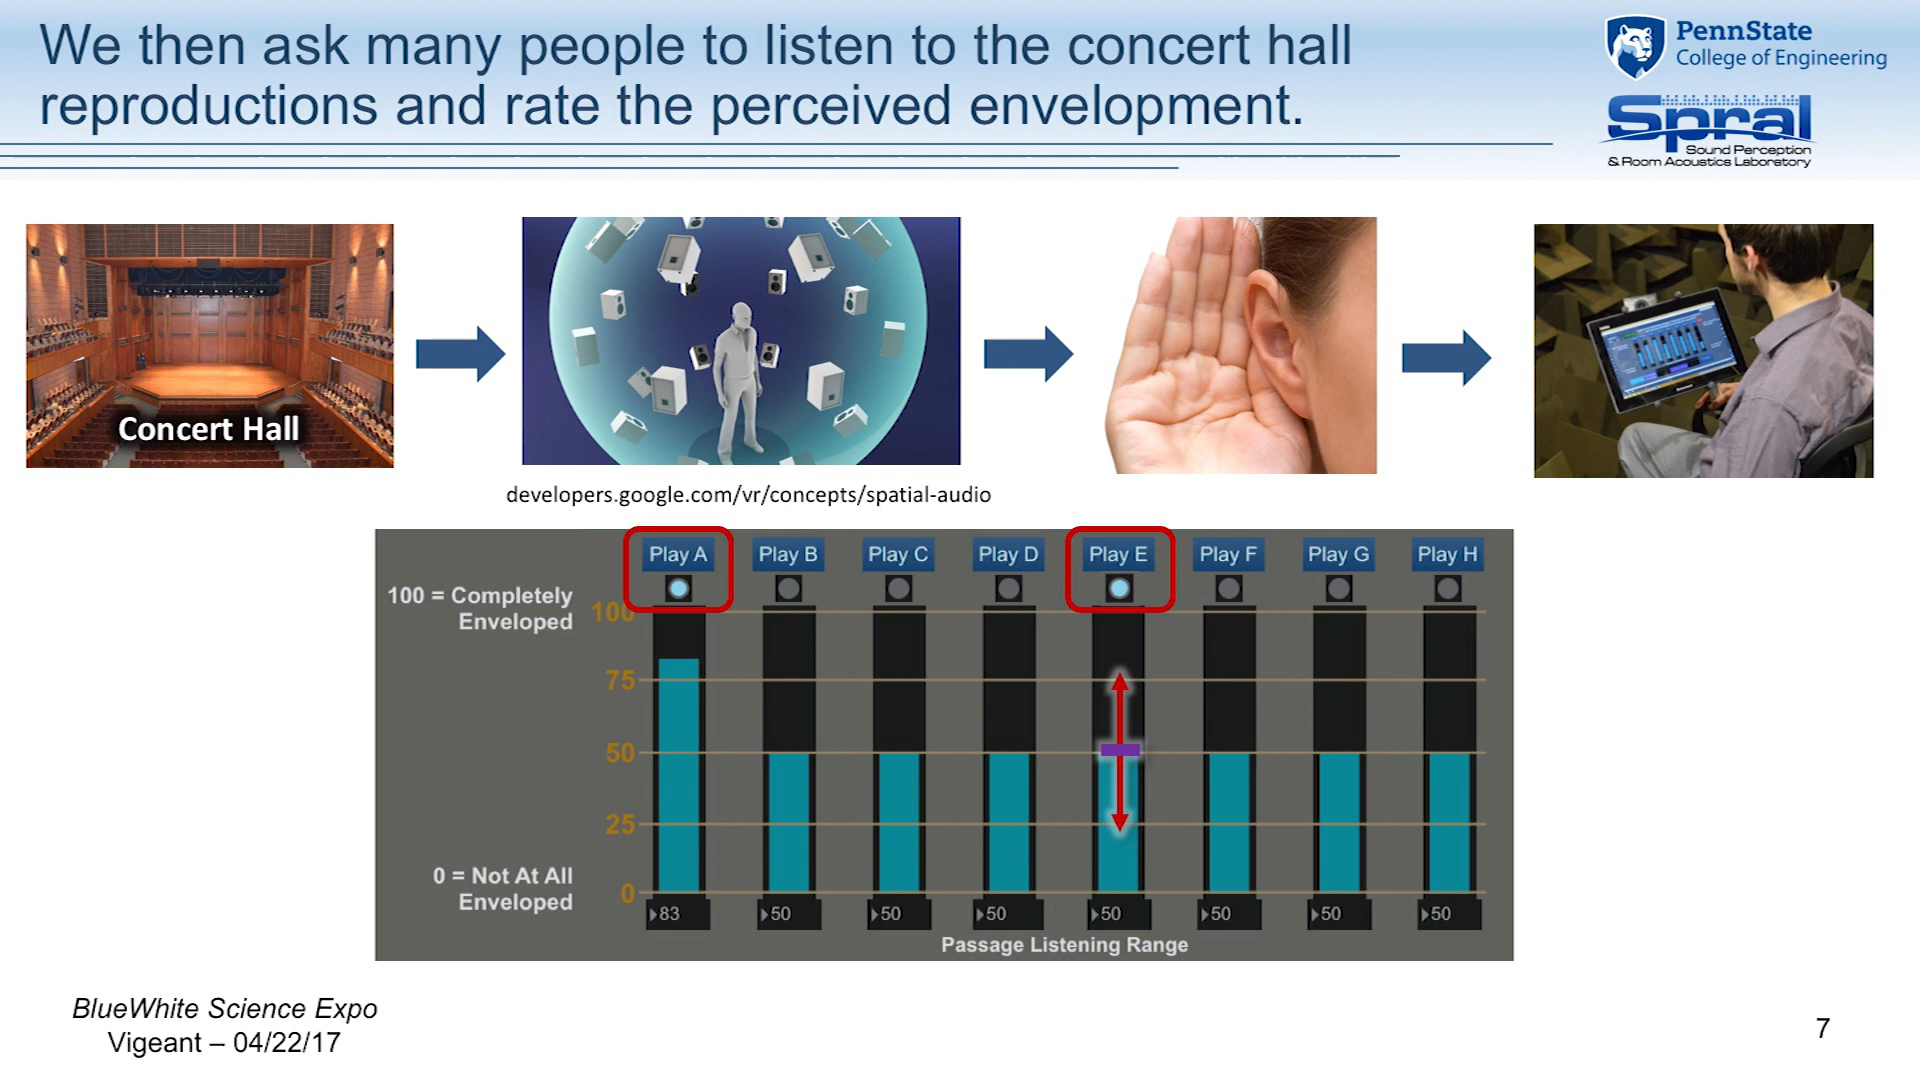 We then ask many people to listen to the concert hall
reproductions and rate the perceived envelopment.
PennState
College of Engineering
Spral
Sound Perception
& Room Acoustics Laboratory
Concert Hall
developers.google.com/vr/concepts/spatial-audio
Play A Play B Play C Play D Play E Play F Play G Play H
100 = Completely
Enveloped
100
75
50
25
0 = Not At All
Enveloped
0
83 50 50 50 50 50 50 50
Passage Listening Range
BlueWhite Science Expo
Vigeant – 04/22/17
7